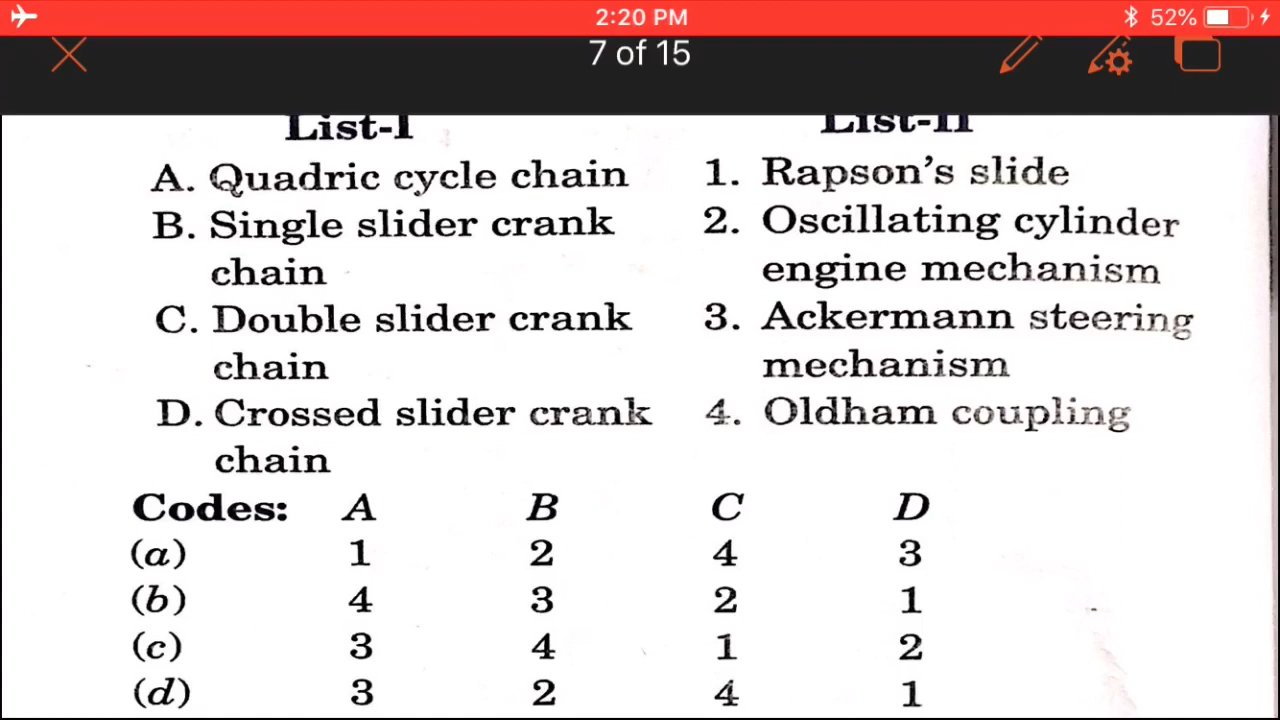 2:20 PM
52%
7 of 15
List-I List-II
A. Quadric cycle chain 1. Rapson's slide
B. Single slider crank 2. Oscillating cylinder
chain engine mechanism
C. Double slider crank 3. Ackermann steering
chain mechanism
D. Crossed slider crank 4. Oldham coupling
chain
Codes: A B C D
(a) 1 2 4 3
(b) 4 3 2 1
(c) 3 4 1 2
(d) 3 2 4 1